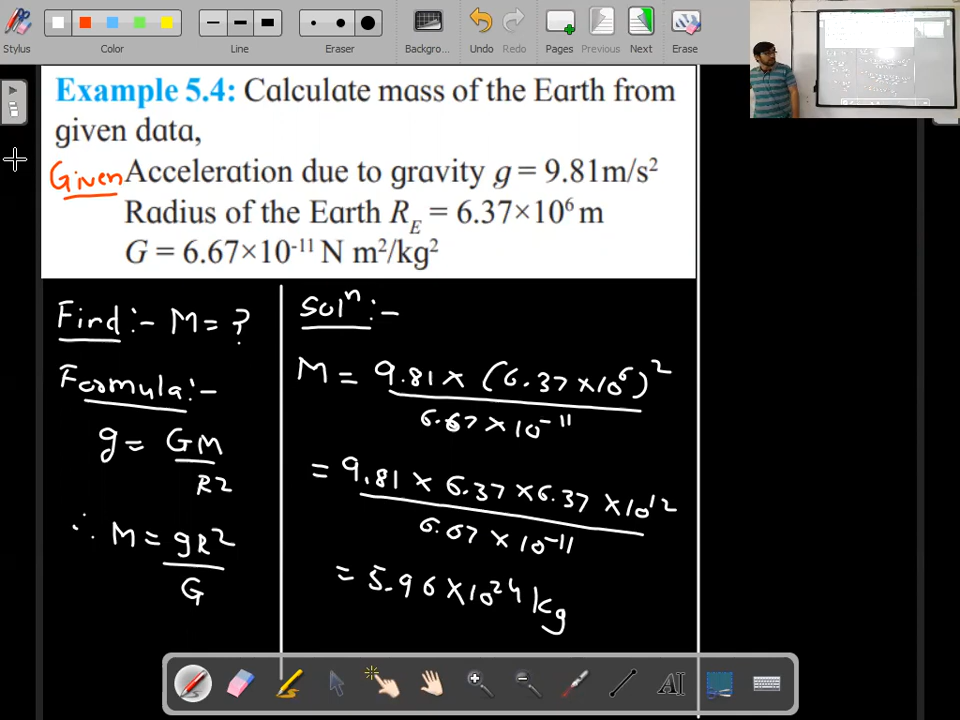 Stylus
Color
Line
Eraser
Backgro...
Undo
Redo
Pages
Previous
Next
Erase
Example 5.4: Calculate mass of the Earth from
given data,
Given Acceleration due to gravity g = 9.81m/s²
Radius of the Earth R_E = 6.37×10⁶ m
G = 6.67×10⁻¹¹ N m²/kg²
Find :- M = ?
Formula :-
g = GM
R2
∴ M = gR²
G
Solⁿ :-
M = 9.81 × (6.37 ×10⁶)²
6.67 × 10⁻¹¹
= 9.81 × 6.37 ×6.37 ×10¹²
6.67 × 10⁻¹¹
= 5.96 ×10²⁴ kg
AI